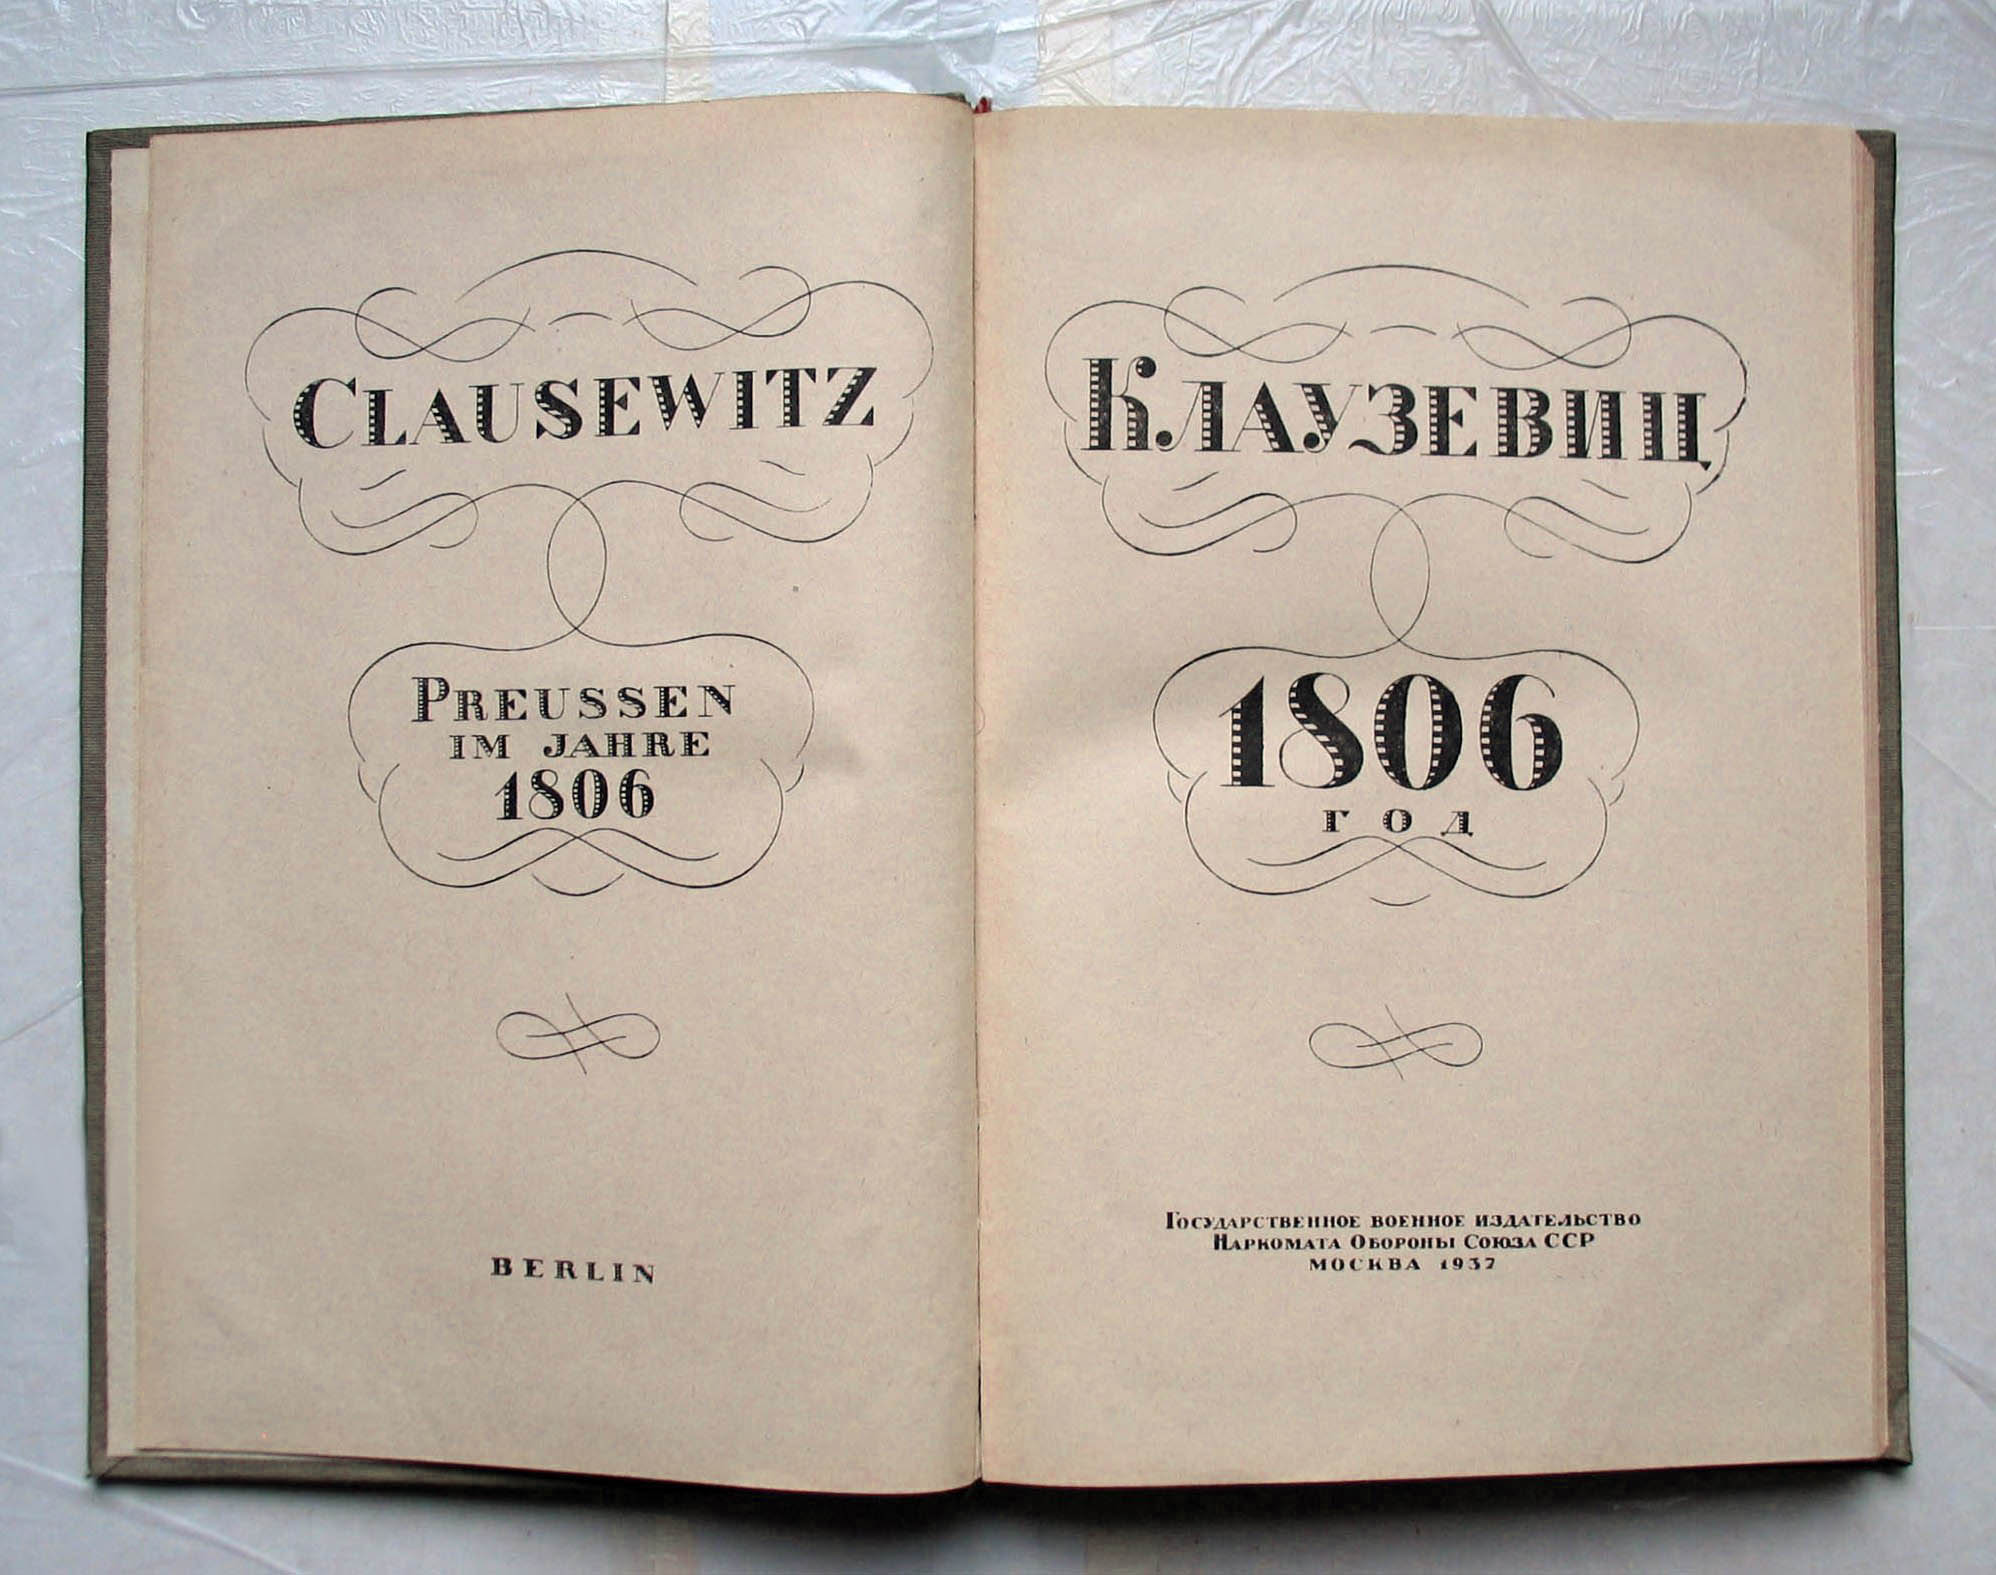 CLAUSEWITZ
PREUSSEN
IM JAHRE
1806
BERLIN
КЛАУЗЕВИЦ
1806
ГОД
ГОСУДАРСТВЕННОЕ ВОЕННОЕ ИЗДАТЕЛЬСТВО
НАРКОМАТА ОБОРОНЫ СОЮЗА ССР
МОСКВА 1937